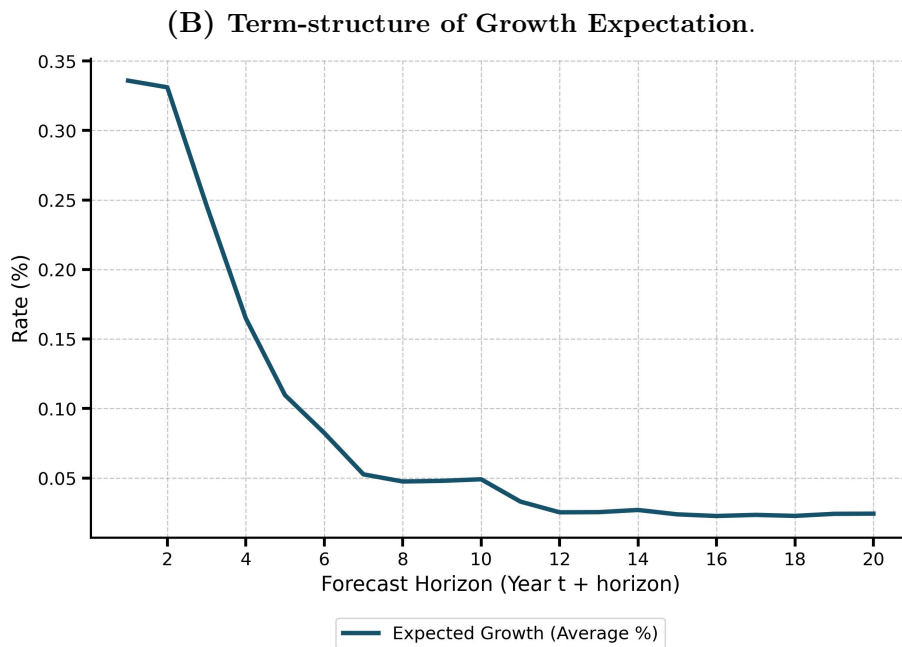 (B) Term-structure of Growth Expectation.
0.35
0.30
0.25
0.20
0.15
0.10
0.05
Rate (%)
2 4 6 8 10 12 14 16 18 20
Forecast Horizon (Year t + horizon)
Expected Growth (Average %)